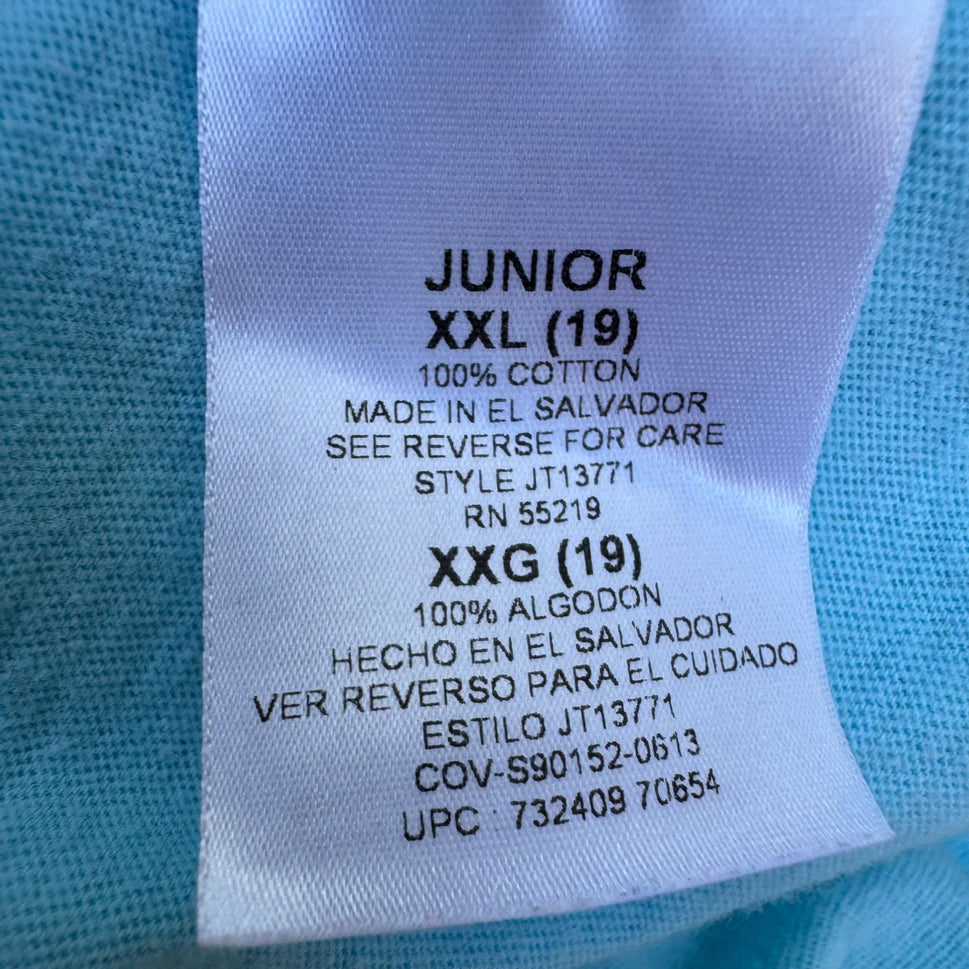 JUNIOR
XXL (19)
100% COTTON
MADE IN EL SALVADOR
SEE REVERSE FOR CARE
STYLE JT13771
RN 55219
XXG (19)
100% ALGODON
HECHO EN EL SALVADOR
VER REVERSO PARA EL CUIDADO
ESTILO JT13771
COV-S90152-0613
UPC : 732409 70654